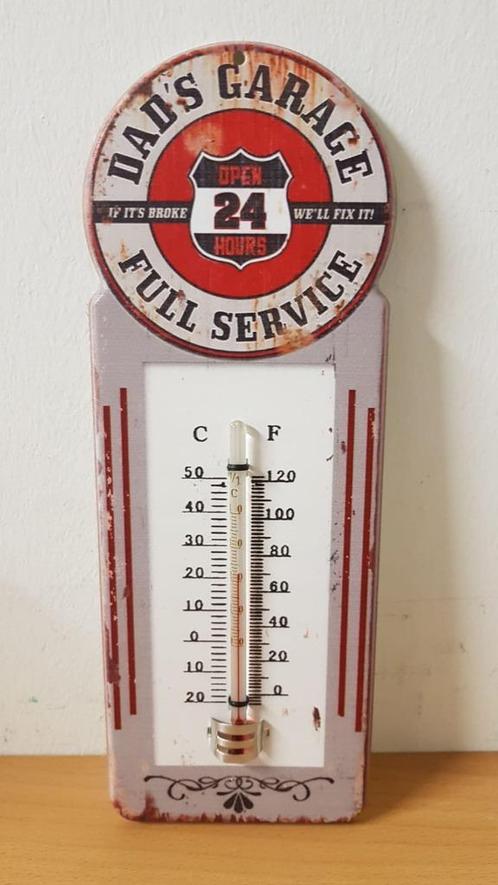 DAD'S GARAGE
OPEN
IF IT'S BROKE 24 WE'LL FIX IT!
HOURS
FULL SERVICE
C F
50 120
40 100
30 80
20 60
10 40
0 20
10 0
20